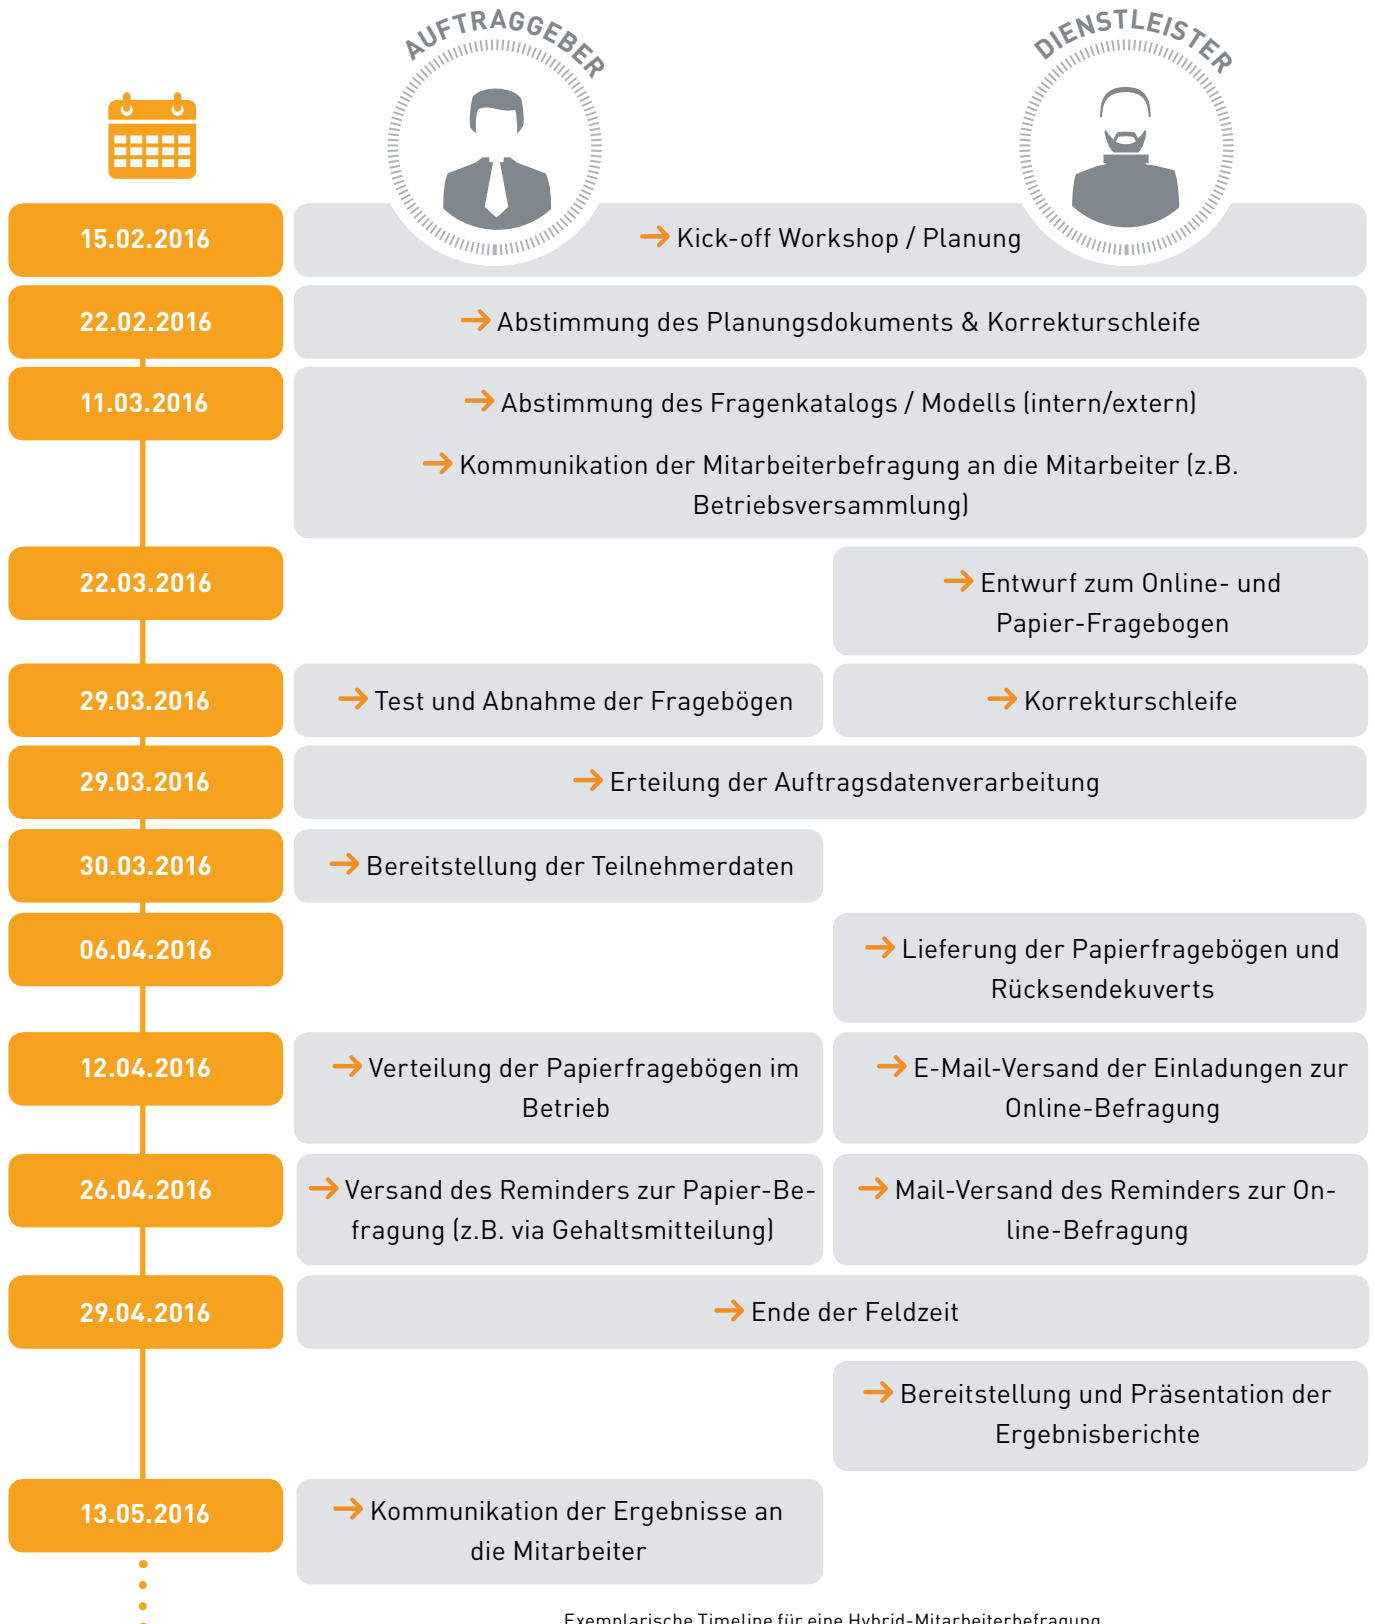 AUFTRAGGEBER
DIENSTLEISTER
15.02.2016
→ Kick-off Workshop / Planung
22.02.2016
→ Abstimmung des Planungsdokuments & Korrekturschleife
11.03.2016
→ Abstimmung des Fragenkatalogs / Modells (intern/extern)
→ Kommunikation der Mitarbeiterbefragung an die Mitarbeiter (z.B.
Betriebsversammlung)
22.03.2016
→ Entwurf zum Online- und
Papier-Fragebogen
29.03.2016
→ Test und Abnahme der Fragebögen
→ Korrekturschleife
29.03.2016
→ Erteilung der Auftragsdatenverarbeitung
30.03.2016
→ Bereitstellung der Teilnehmerdaten
06.04.2016
→ Lieferung der Papierfragebögen und
Rücksendekuverts
12.04.2016
→ Verteilung der Papierfragebögen im
Betrieb
→ E-Mail-Versand der Einladungen zur
Online-Befragung
26.04.2016
→ Versand des Reminders zur Papier-Be-
fragung (z.B. via Gehaltsmitteilung)
→ Mail-Versand des Reminders zur On-
line-Befragung
29.04.2016
→ Ende der Feldzeit
→ Bereitstellung und Präsentation der
Ergebnisberichte
13.05.2016
→ Kommunikation der Ergebnisse an
die Mitarbeiter
Exemplarische Timeline für eine Hybrid-Mitarbeiterbefragung